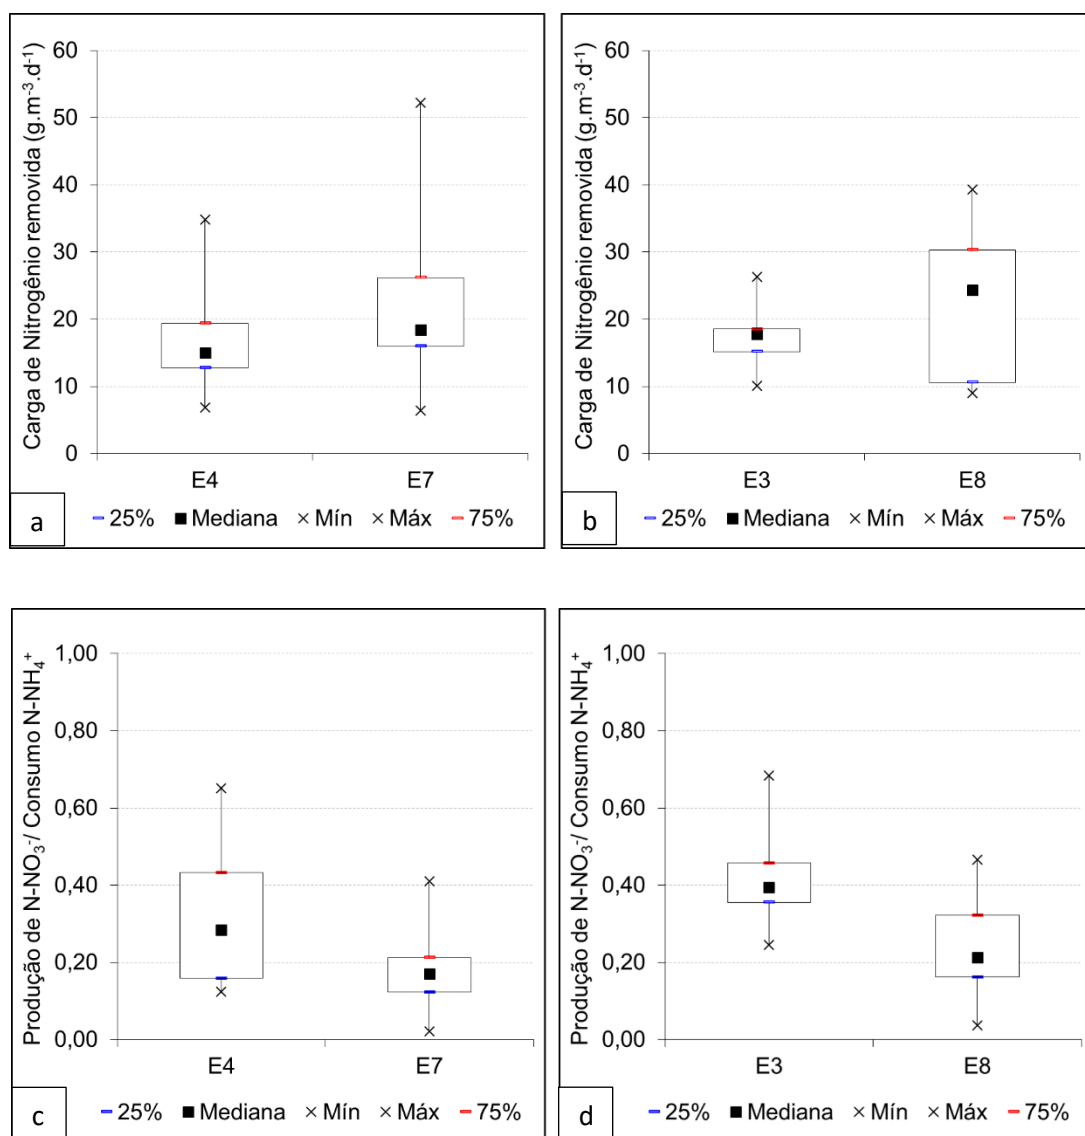 Carga de Nitrogênio removida (g.m⁻³.d⁻¹)
60
50
40
30
20
10
0
E4 E7
25% Mediana Mín Máx 75%
a
Carga de Nitrogênio removida (g.m⁻³.d⁻¹)
60
50
40
30
20
10
0
E3 E8
25% Mediana Mín Máx 75%
b
Produção de N-NO₃⁻/ Consumo N-NH₄⁺
1,00
0,80
0,60
0,40
0,20
0,00
E4 E7
25% Mediana Mín Máx 75%
c
Produção de N-NO₃⁻/ Consumo N-NH₄⁺
1,00
0,80
0,60
0,40
0,20
0,00
E3 E8
25% Mediana Mín Máx 75%
d